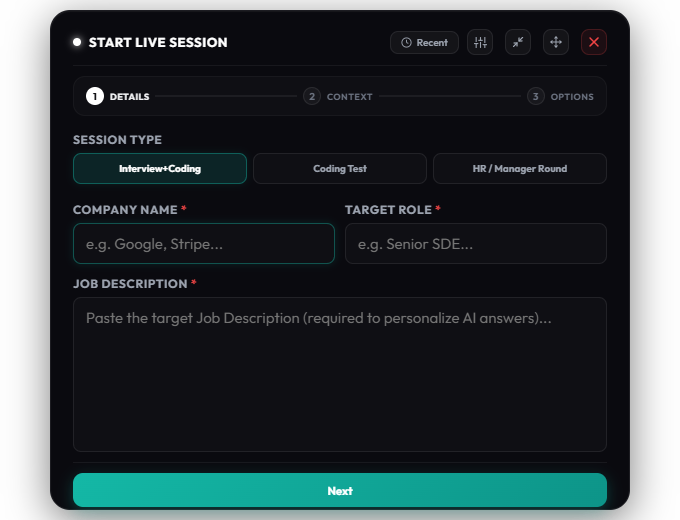 START LIVE SESSION
Recent
1 DETAILS
2 CONTEXT
3 OPTIONS
SESSION TYPE
Interview+Coding
Coding Test
HR / Manager Round
COMPANY NAME *
TARGET ROLE *
e.g. Google, Stripe...
e.g. Senior SDE...
JOB DESCRIPTION *
Paste the target Job Description (required to personalize AI answers)...
Next